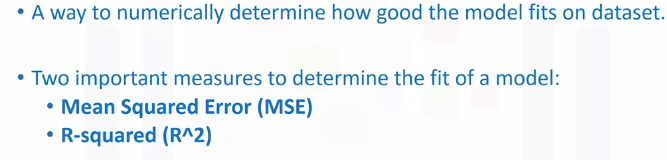 • A way to numerically determine how good the model fits on dataset.
• Two important measures to determine the fit of a model:
• Mean Squared Error (MSE)
• R-squared (R^2)